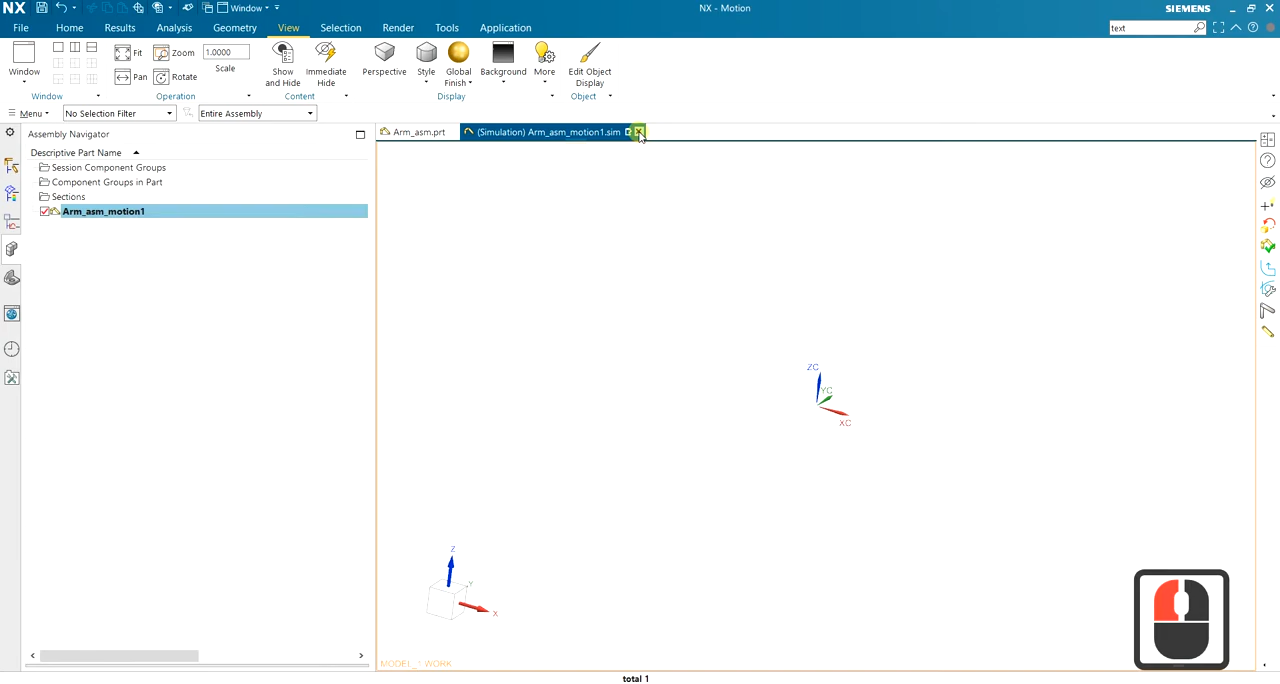 NX
Window
NX - Motion
SIEMENS
File Home Results Analysis Geometry View Selection Render Tools Application
text
Window
Fit
Zoom
1.0000
Pan
Rotate
Scale
Show and Hide
Immediate Hide
Perspective
Style
Global Finish
Background
More
Edit Object Display
Window
Operation
Content
Display
Object
Menu
No Selection Filter
Entire Assembly
Assembly Navigator
Arm_asm.prt
(Simulation) Arm_asm_motion1.sim
Descriptive Part Name
Session Component Groups
Component Groups in Part
Sections
Arm_asm_motion1
ZC
YC
XC
Z
Y
X
MODEL_1 WORK
total 1